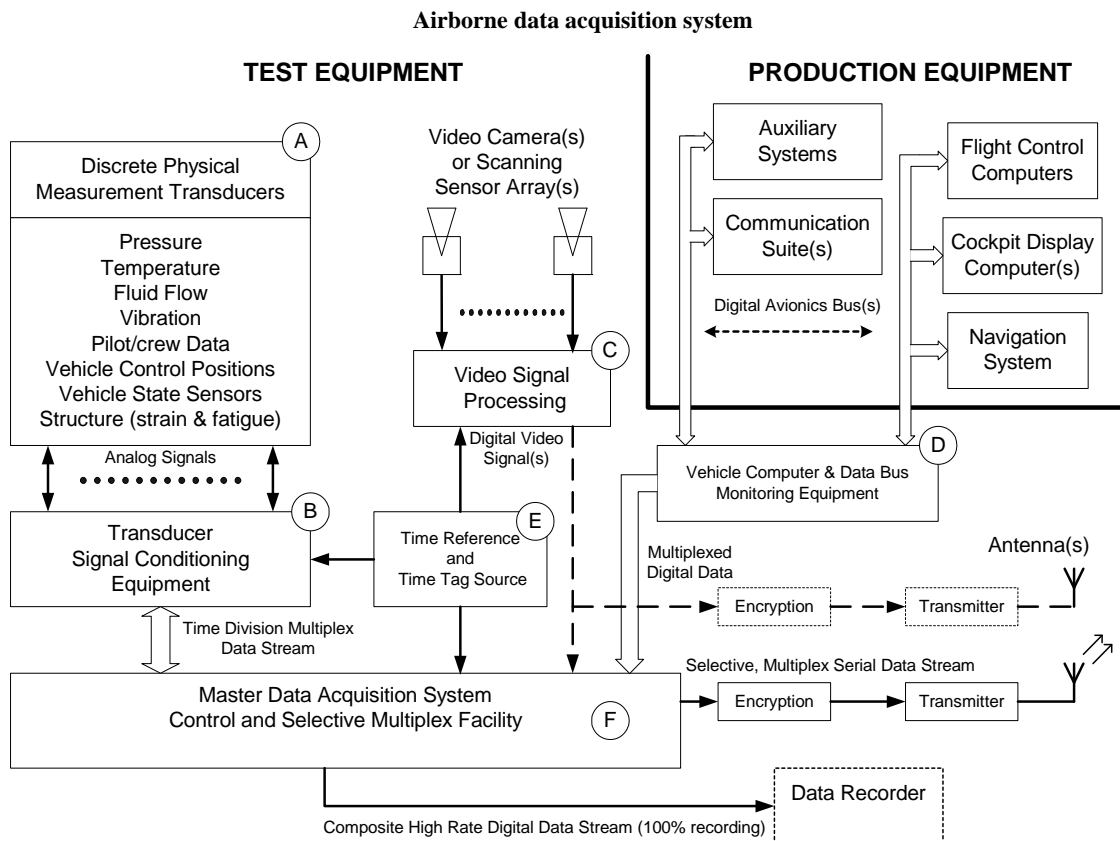 Airborne data acquisition system
TEST EQUIPMENT
PRODUCTION EQUIPMENT
A
Discrete Physical
Measurement Transducers
Pressure
Temperature
Fluid Flow
Vibration
Pilot/crew Data
Vehicle Control Positions
Vehicle State Sensors
Structure (strain & fatigue)
Analog Signals
B
Transducer
Signal Conditioning
Equipment
Time Division Multiplex
Data Stream
Video Camera(s)
or Scanning
Sensor Array(s)
C
Video Signal
Processing
Digital Video
Signal(s)
E
Time Reference
and
Time Tag Source
Auxiliary
Systems
Communication
Suite(s)
Digital Avionics Bus(s)
Flight Control
Computers
Cockpit Display
Computer(s)
Navigation
System
D
Vehicle Computer & Data Bus
Monitoring Equipment
Multiplexed
Digital Data
Encryption
Transmitter
Antenna(s)
Selective, Multiplex Serial Data Stream
Encryption
Transmitter
Master Data Acquisition System
Control and Selective Multiplex Facility
F
Data Recorder
Composite High Rate Digital Data Stream (100% recording)